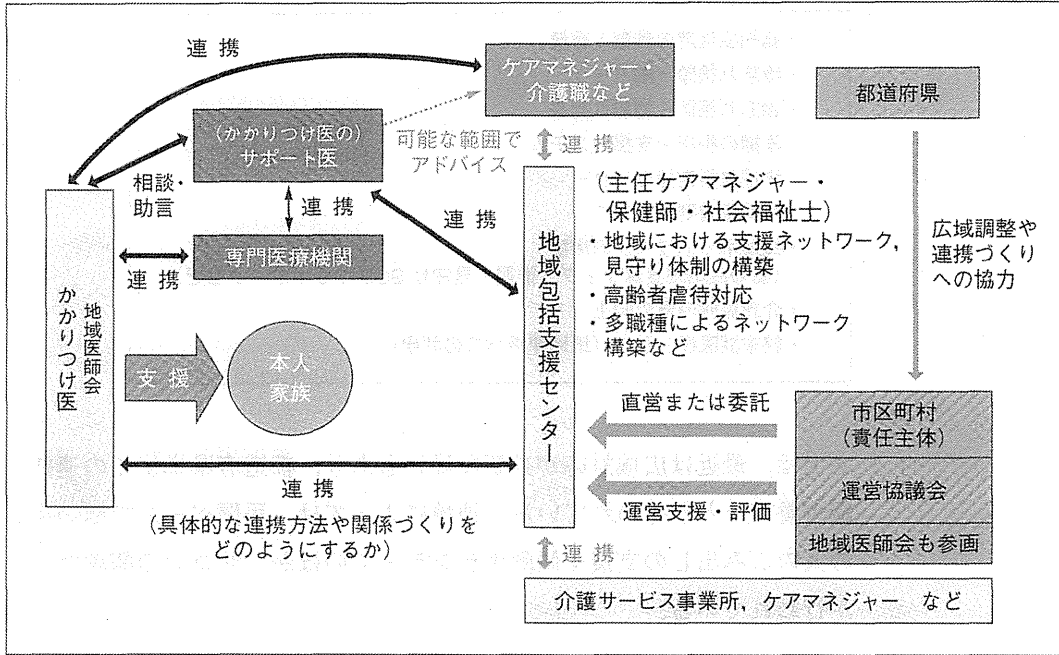 連携
ケアマネジャー・
介護職など
都道府県
(かかりつけ医の)
サポート医
可能な範囲で
アドバイス
連携
相談・
助言
連携
連携
(主任ケアマネジャー・
保健師・社会福祉士)
・地域における支援ネットワーク,
見守り体制の構築
・高齢者虐待対応
・多職種によるネットワーク
構築など
広域調整や
連携づくり
への協力
専門医療機関
連携
地域医師会
かかりつけ医
支援
本人
家族
地域包括支援センター
直営または委託
市区町村
(責任主体)
運営協議会
地域医師会も参画
運営支援・評価
連携
(具体的な連携方法や関係づくりを
どのようにするか)
連携
介護サービス事業所,ケアマネジャー など